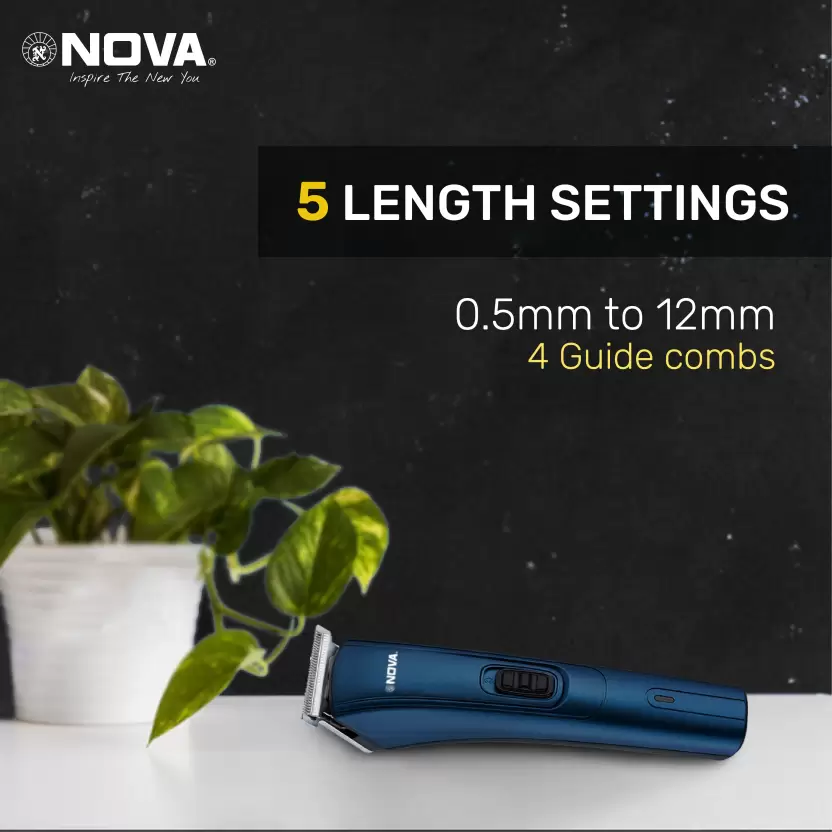 NOVA®
Inspire The New You
5 LENGTH SETTINGS
0.5mm to 12mm
4 Guide combs
NOVA